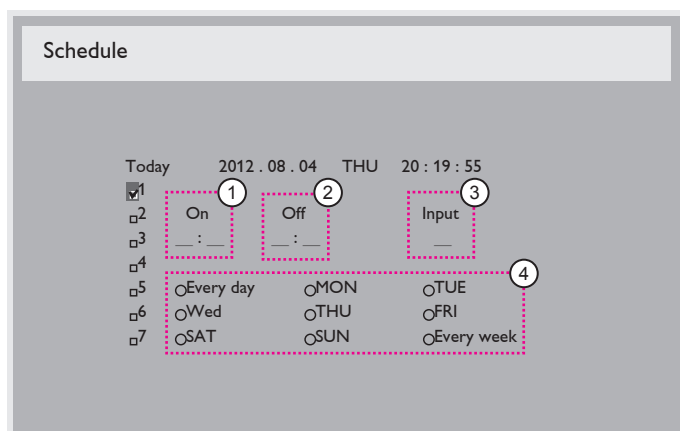 Schedule
Today 2012 . 08 . 04 THU 20 : 19 : 55
1 1 2 3
2 On Off Input
3 __ : __ __ : __ __
4 4
5 Every day MON TUE
6 Wed THU FRI
7 SAT SUN Every week